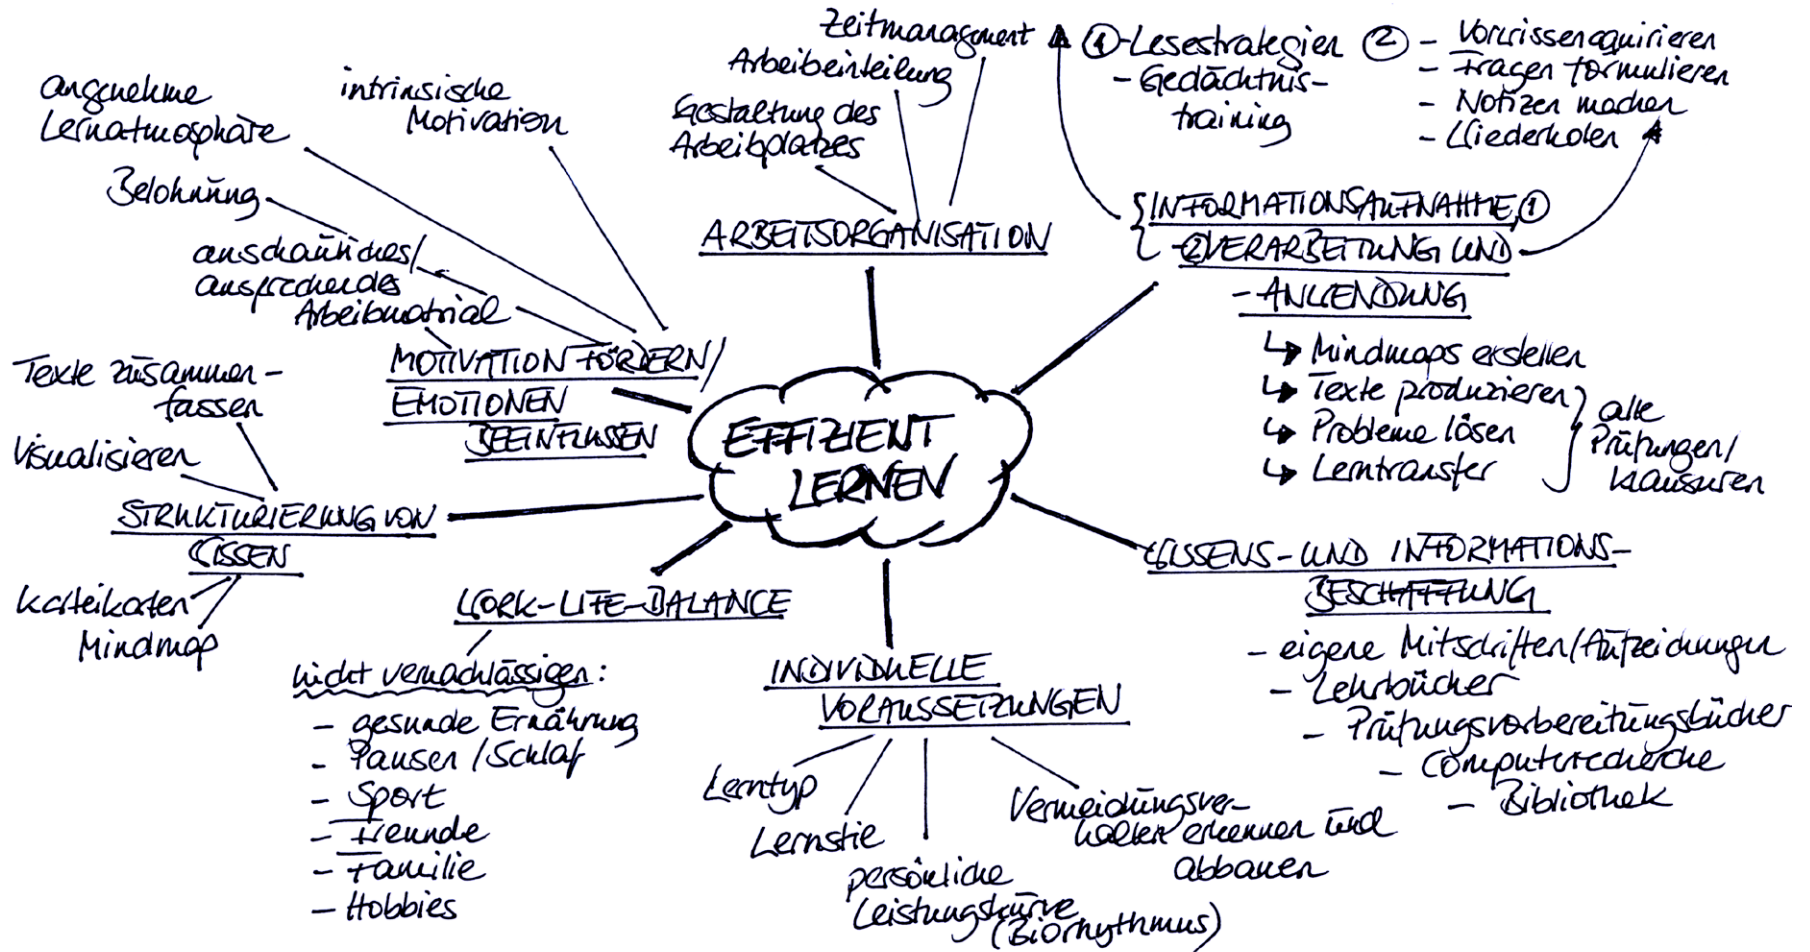 Zeitmanagement
Arbeiteinteilung
Gestaltung des
Arbeitplatzes
ARBEITSORGANISATION
① - Lesestrategien
- Gedächtnis-
training
② - Vorwissen aquirieren
- Fragen formulieren
- Notizen machen
- Wiederholen
INFORMATIONSAUFNAHME, ①
- ② VERARBEITUNG UND
- ANWENDUNG
↳ Mindmaps erstellen
↳ Texte produzieren
↳ Probleme lösen
↳ Lerntransfer
alle
Prüfungen/
Klausuren
angenehme
Lernatmosphäre
intrinsische
Motivation
Belohnung
anschauliches/
ansprechendes
Arbeitmatrial
MOTIVATION FÖRDERN/
EMOTIONEN
BEEINFLUSSEN
EFFIZIENT
LERNEN
Texte zusammen-
fassen
Visualisieren
STRUKTURIERUNG VON
WISSEN
Karteikarten
Mindmap
WORK-LIFE-BALANCE
nicht vernachlässigen:
- gesunde Ernährung
- Pausen / Schlaf
- Sport
- Freunde
- Familie
- Hobbies
INDIVIDUELLE
VORAUSSETZUNGEN
Lerntyp
Lernstile
persönliche
Leistungskurve
(Biorhythmus)
Vermeidungsver-
halten erkennen und
abbauen
WISSENS- UND INFORMATIONS-
BESCHAFFUNG
- eigene Mitschriften/Aufzeichungen
- Lehrbücher
- Prüfungsvorbereitungsbücher
- Computerrecherche
- Bibliothek